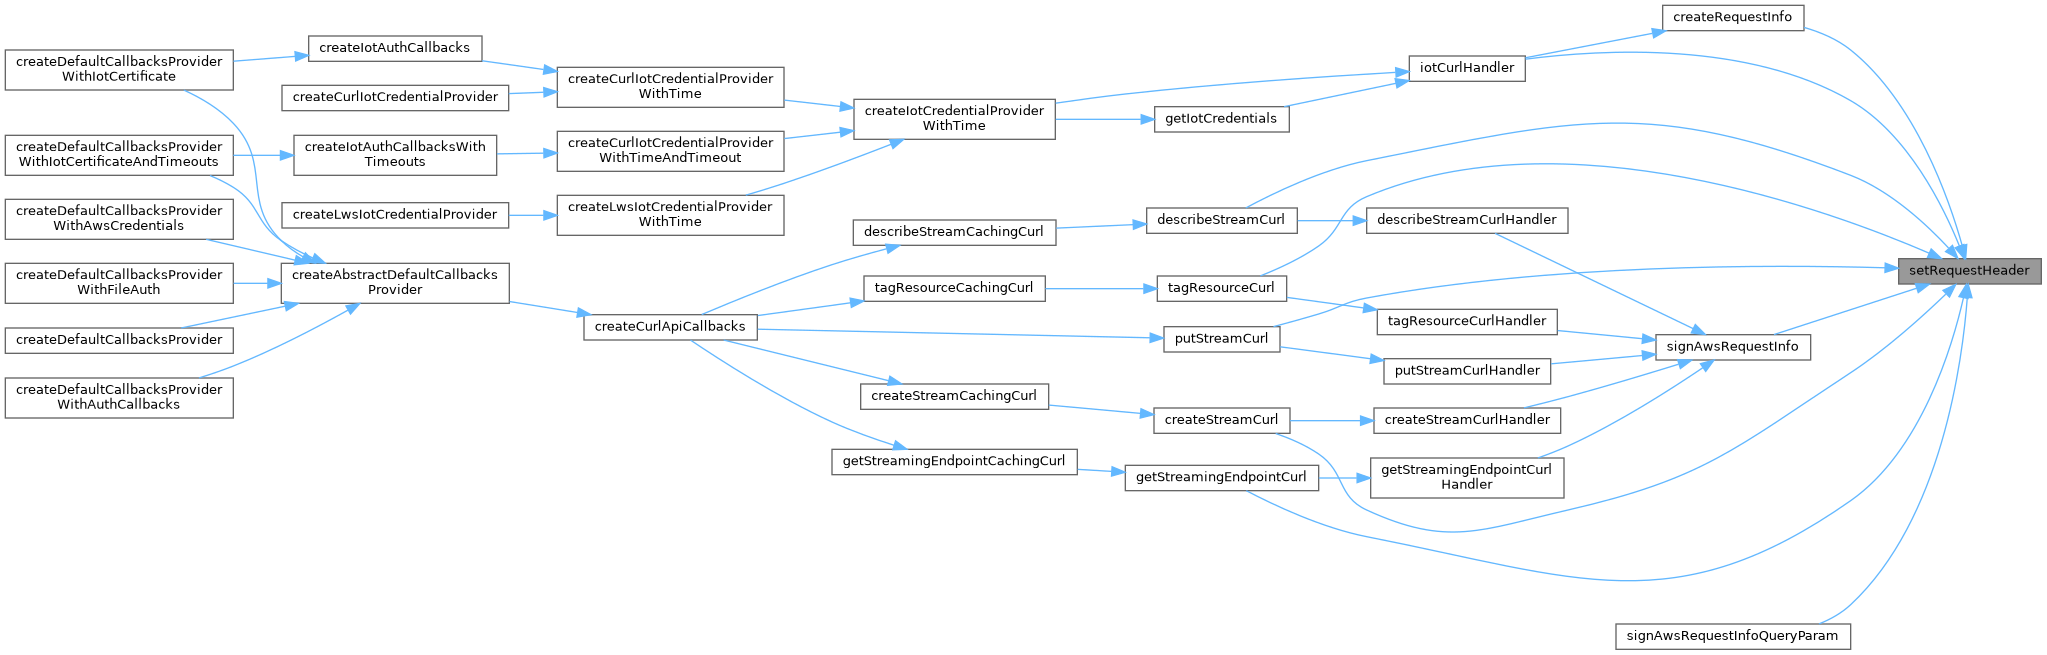 createRequestInfo
createIotAuthCallbacks
createDefaultCallbacksProvider
WithIotCertificate
iotCurlHandler
createCurlIotCredentialProvider
WithTime
createCurlIotCredentialProvider
createIotCredentialProvider
WithTime
getIotCredentials
createDefaultCallbacksProvider
WithIotCertificateAndTimeouts
createIotAuthCallbacksWith
Timeouts
createCurlIotCredentialProvider
WithTimeAndTimeout
createDefaultCallbacksProvider
WithAwsCredentials
createLwsIotCredentialProvider
createLwsIotCredentialProvider
WithTime
describeStreamCachingCurl
describeStreamCurl
describeStreamCurlHandler
setRequestHeader
createDefaultCallbacksProvider
WithFileAuth
createAbstractDefaultCallbacks
Provider
tagResourceCachingCurl
tagResourceCurl
tagResourceCurlHandler
createCurlApiCallbacks
createDefaultCallbacksProvider
putStreamCurl
signAwsRequestInfo
putStreamCurlHandler
createDefaultCallbacksProvider
WithAuthCallbacks
createStreamCachingCurl
createStreamCurl
createStreamCurlHandler
getStreamingEndpointCachingCurl
getStreamingEndpointCurl
getStreamingEndpointCurl
Handler
signAwsRequestInfoQueryParam